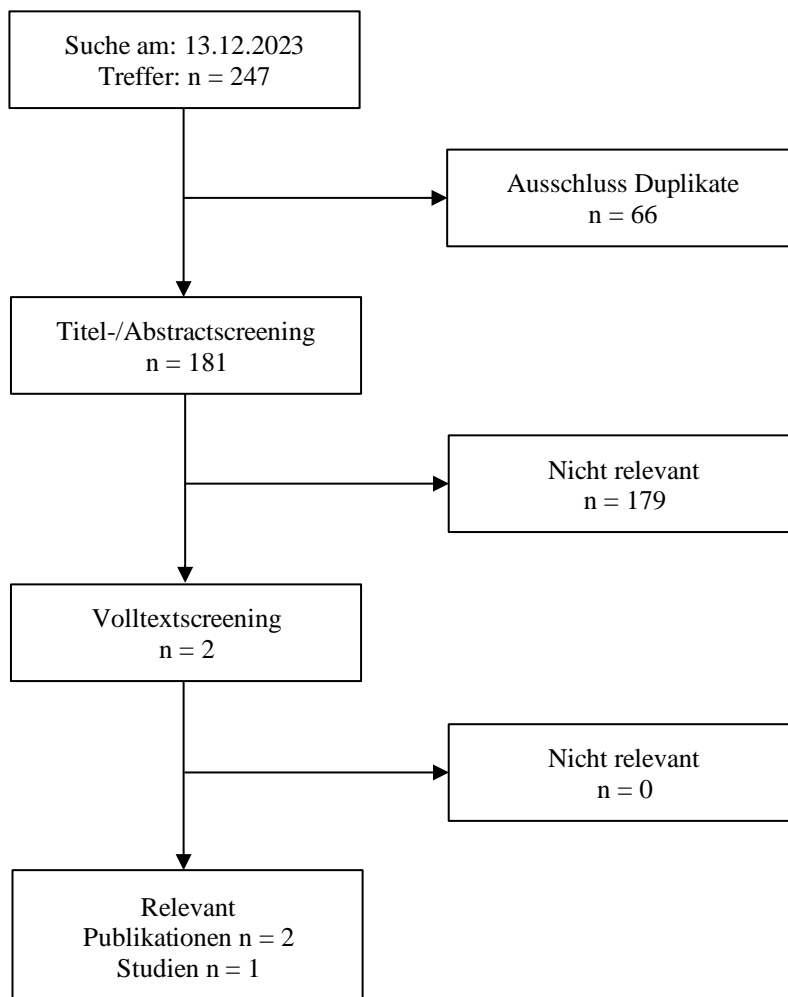 Suche am: 13.12.2023
Treffer: n = 247
Ausschluss Duplikate
n = 66
Titel-/Abstractscreening
n = 181
Nicht relevant
n = 179
Volltextscreening
n = 2
Nicht relevant
n = 0
Relevant
Publikationen n = 2
Studien n = 1